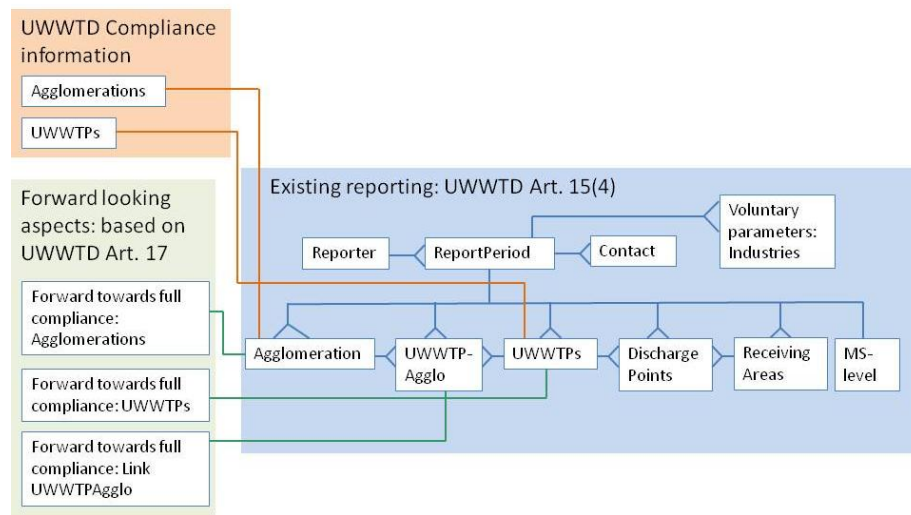 UWWTD Compliance
information
Agglomerations
UWWTPs
Forward looking
aspects: based on
UWWTD Art. 17
Forward towards full
compliance:
Agglomerations
Forward towards full
compliance: UWWTPs
Forward towards full
compliance: Link
UWWTPAgglo
Existing reporting: UWWTD Art. 15(4)
Reporter
ReportPeriod
Contact
Voluntary
parameters:
Industries
Agglomeration
UWWTP-
Agglo
UWWTPs
Discharge
Points
Receiving
Areas
MS-
level